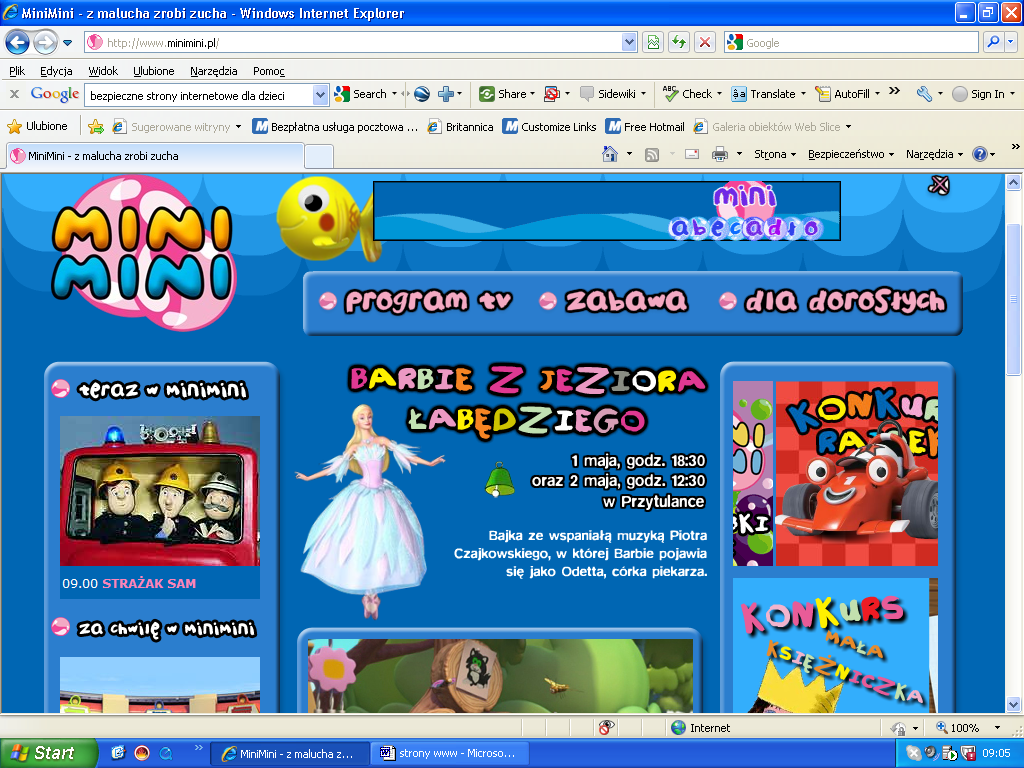 MiniMini - z malucha zrobi zucha - Windows Internet Explorer
http://www.minimini.pl/
Google
Plik Edycja Widok Ulubione Narzędzia Pomoc
x Google bezpieczne strony internetowe dla dzieci Search Share Sidewiki Check Translate AutoFill Sign In
Ulubione Sugerowane witryny Bezpłatna usługa pocztowa ... Britannica Customize Links Free Hotmail Galeria obiektów Web Slice
MiniMini - z malucha zrobi zucha
Strona Bezpieczeństwo Narzędzia
MINI
MINI
mini
abecadło
program tv zabawa dla dorosłych
teraz w minimini
09.00 STRAŻAK SAM
za chwilę w minimini
BARBIE Z JEZIORA
ŁABĘDZIEGO
1 maja, godz. 18:30
oraz 2 maja, godz. 12:30
w Przytulance
Bajka ze wspaniałą muzyką Piotra
Czajkowskiego, w której Barbie pojawia
się jako Odetta, córka piekarza.
KONKURS
MAŁA
KSIĘŻNICZKA
Internet 100%
Start MiniMini - z malucha z... strony www - Microso... 09:05